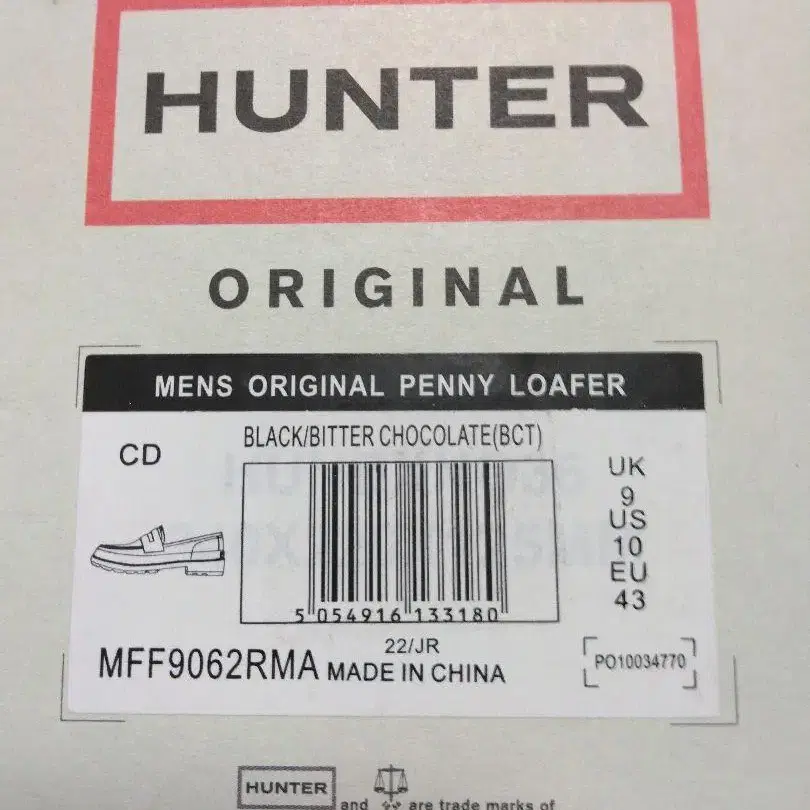 HUNTER
ORIGINAL
MENS ORIGINAL PENNY LOAFER
BLACK/BITTER CHOCOLATE(BCT)
CD
UK
9
US
10
EU
43
5 054916 133180
22/JR
MFF9062RMA MADE IN CHINA
PO10034770
HUNTER
and
are trade marks of